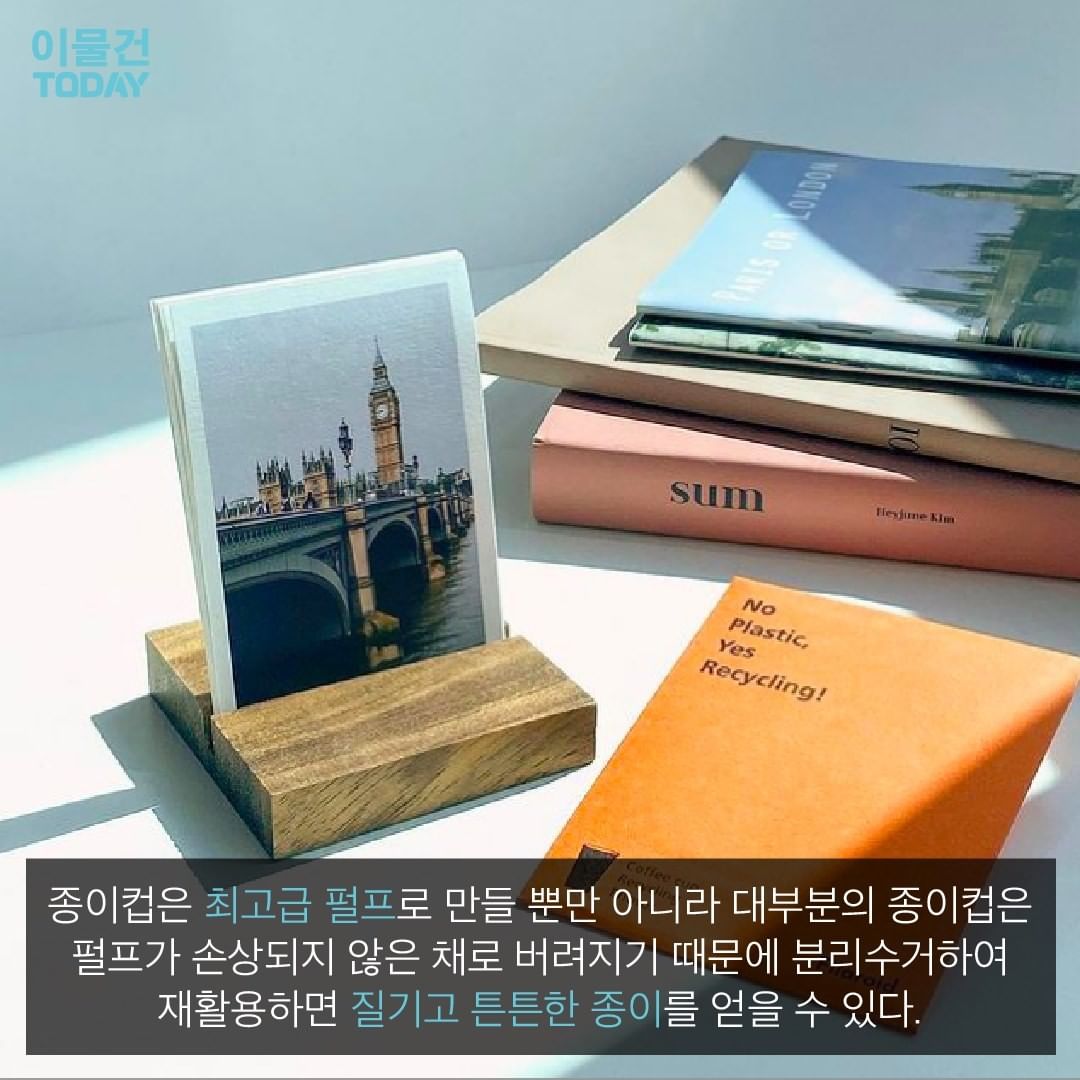 이물건
TODAY
PARIS OR LONDON
sum
Heyjune Kim
No
Plastic,
Yes
Recycling!
Coffee cup
종이컵은 최고급 펄프로 만들 뿐만 아니라 대부분의 종이컵은
펄프가 손상되지 않은 채로 버려지기 때문에 분리수거하여
재활용하면 질기고 튼튼한 종이를 얻을 수 있다.